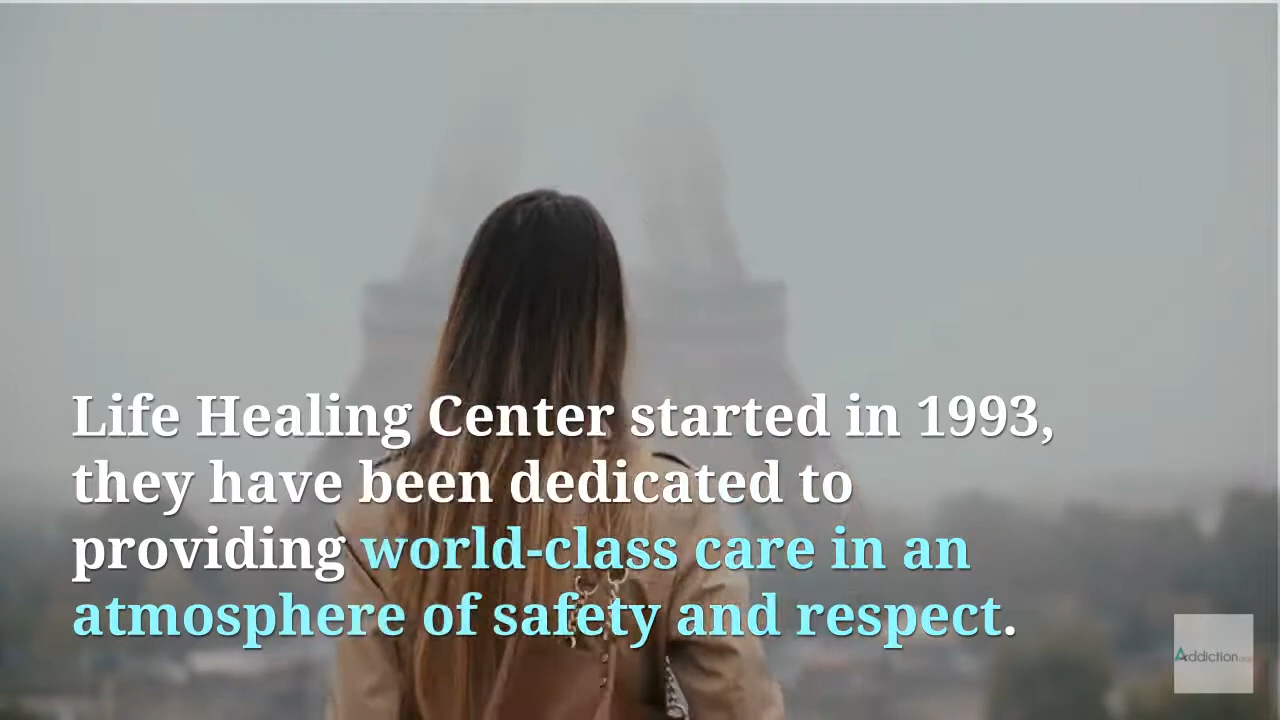 Life Healing Center started in 1993,
they have been dedicated to
providing world-class care in an
atmosphere of safety and respect.
Addiction